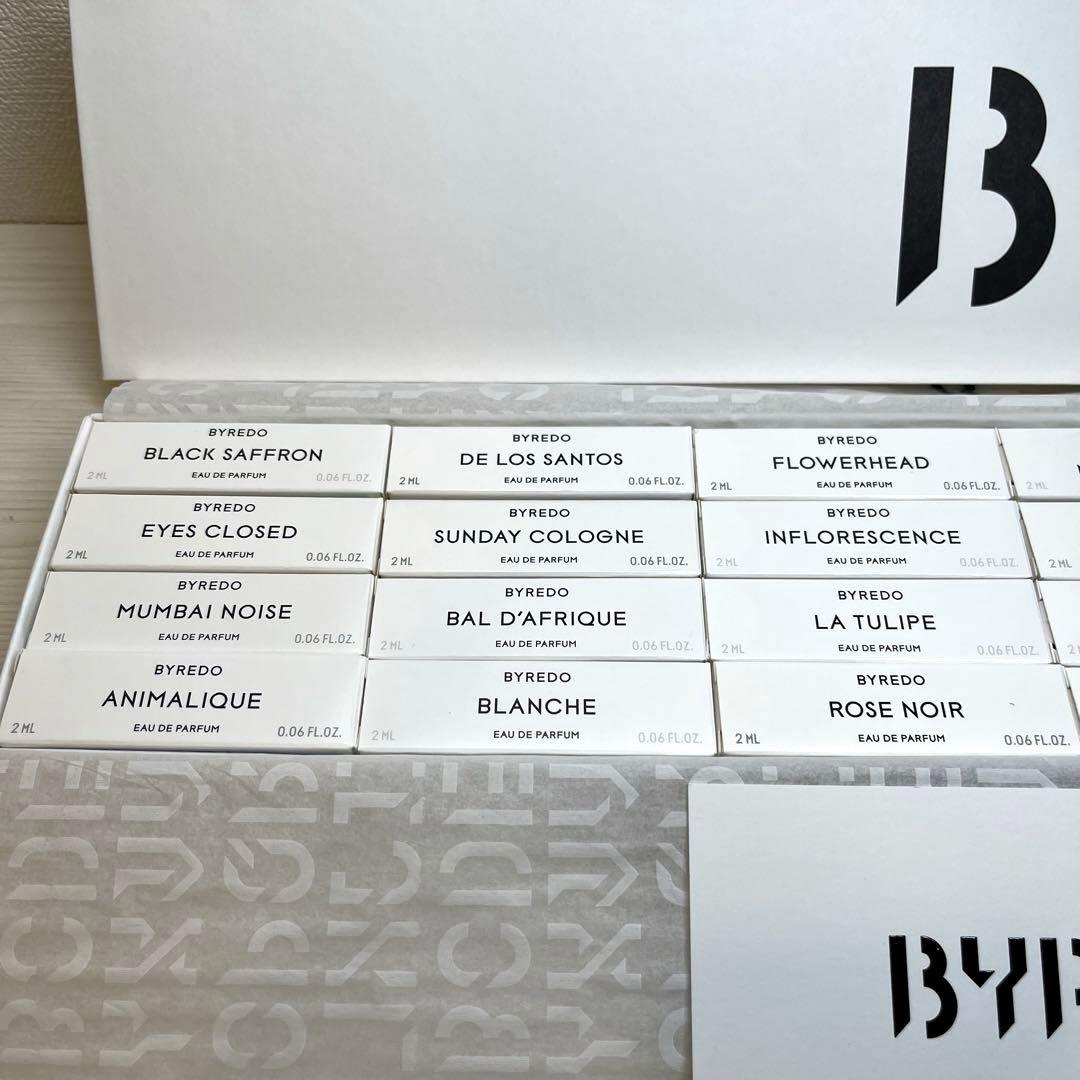 B
BYREDO
BLACK SAFFRON
2 ML EAU DE PARFUM 0.06 FL.OZ.
BYREDO
DE LOS SANTOS
2 ML EAU DE PARFUM 0.06 FL.OZ.
BYREDO
FLOWERHEAD
2 ML EAU DE PARFUM 0.06 FL.OZ.
2 ML
BYREDO
EYES CLOSED
2 ML EAU DE PARFUM 0.06 FL.OZ.
BYREDO
SUNDAY COLOGNE
2 ML EAU DE PARFUM 0.06 FL.OZ.
BYREDO
INFLORESCENCE
2 ML EAU DE PARFUM 0.06 FL.OZ.
2 ML
BYREDO
MUMBAI NOISE
2 ML EAU DE PARFUM 0.06 FL.OZ.
BYREDO
BAL D'AFRIQUE
2 ML EAU DE PARFUM 0.06 FL.OZ.
BYREDO
LA TULIPE
2 ML EAU DE PARFUM 0.06 FL.OZ.
BYREDO
ANIMALIQUE
2 ML EAU DE PARFUM 0.06 FL.OZ.
BYREDO
BLANCHE
2 ML EAU DE PARFUM 0.06 FL.OZ.
BYREDO
ROSE NOIR
2 ML EAU DE PARFUM 0.06 FL.OZ.
BYR